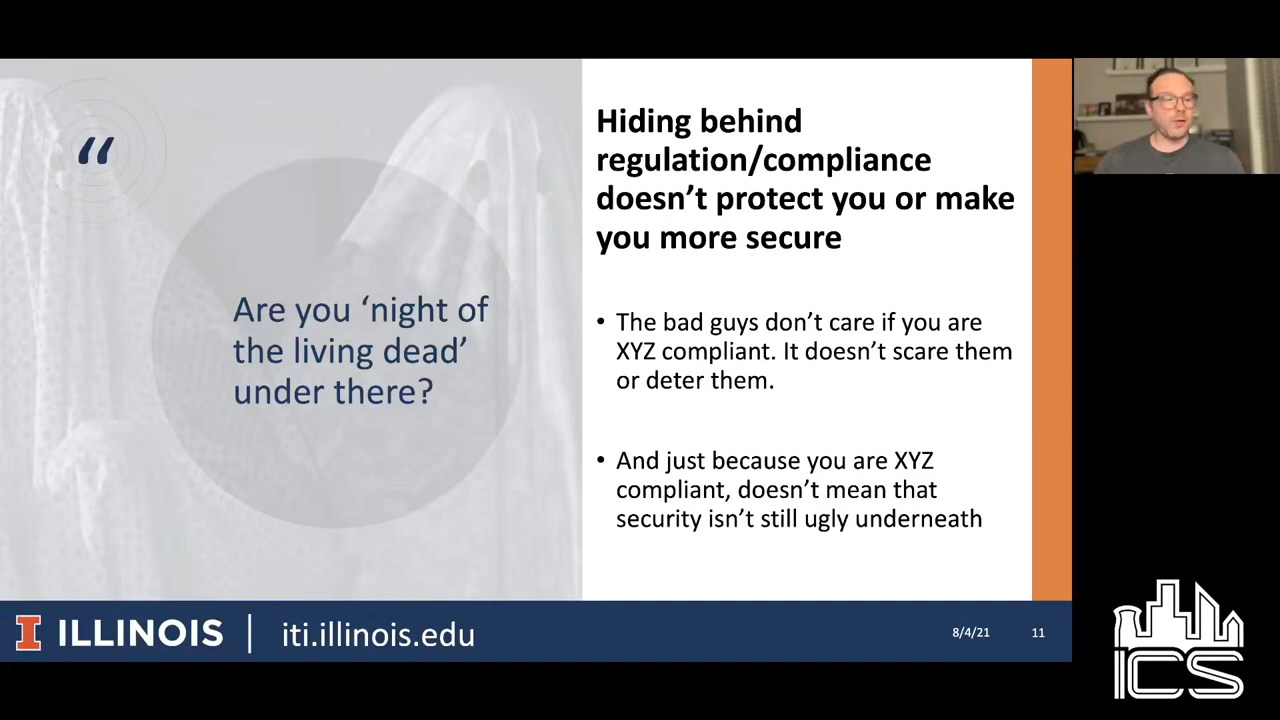 “
Are you ‘night of
the living dead’
under there?
Hiding behind
regulation/compliance
doesn’t protect you or make
you more secure
• The bad guys don’t care if you are
XYZ compliant. It doesn’t scare them
or deter them.
• And just because you are XYZ
compliant, doesn’t mean that
security isn’t still ugly underneath
I ILLINOIS | iti.illinois.edu
8/4/21 11
ICS